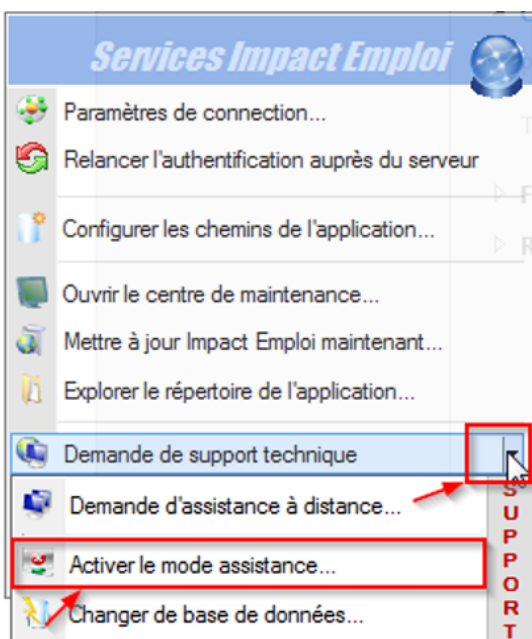 Services Impact Emploi
Paramètres de connection...
Relancer l'authentification auprès du serveur
Configurer les chemins de l'application...
Ouvrir le centre de maintenance...
Mettre à jour Impact Emploi maintenant...
Explorer le répertoire de l'application...
Demande de support technique
Demande d'assistance à distance...
Activer le mode assistance...
Changer de base de données...
SUPPORT